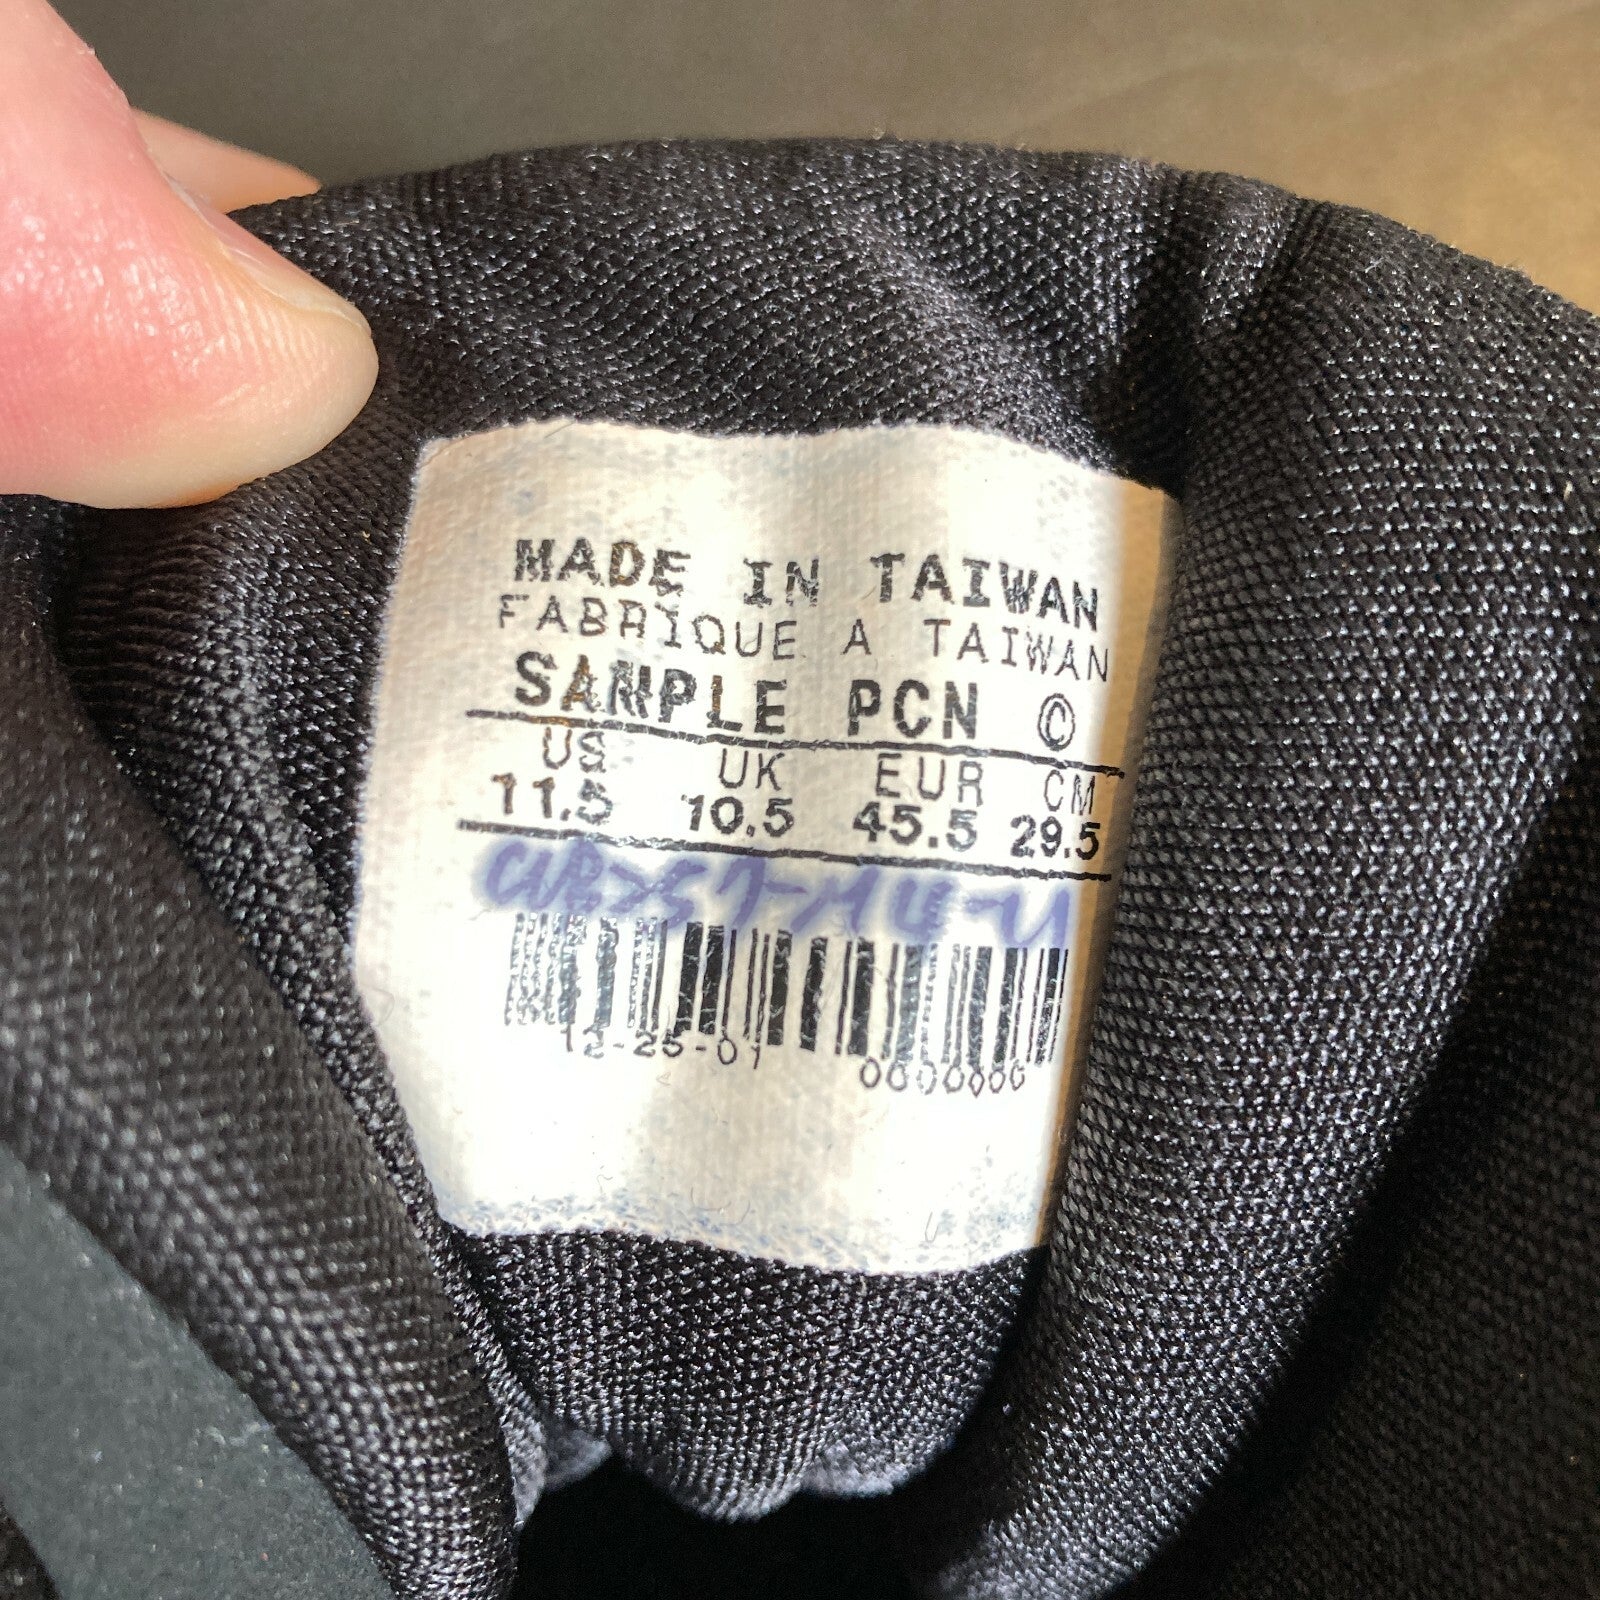 MADE IN TAIWAN
FABRIQUE A TAIWAN
SAMPLE PCN ©
US UK EUR CM
11.5 10.5 45.5 29.5
12-26-01
0000000